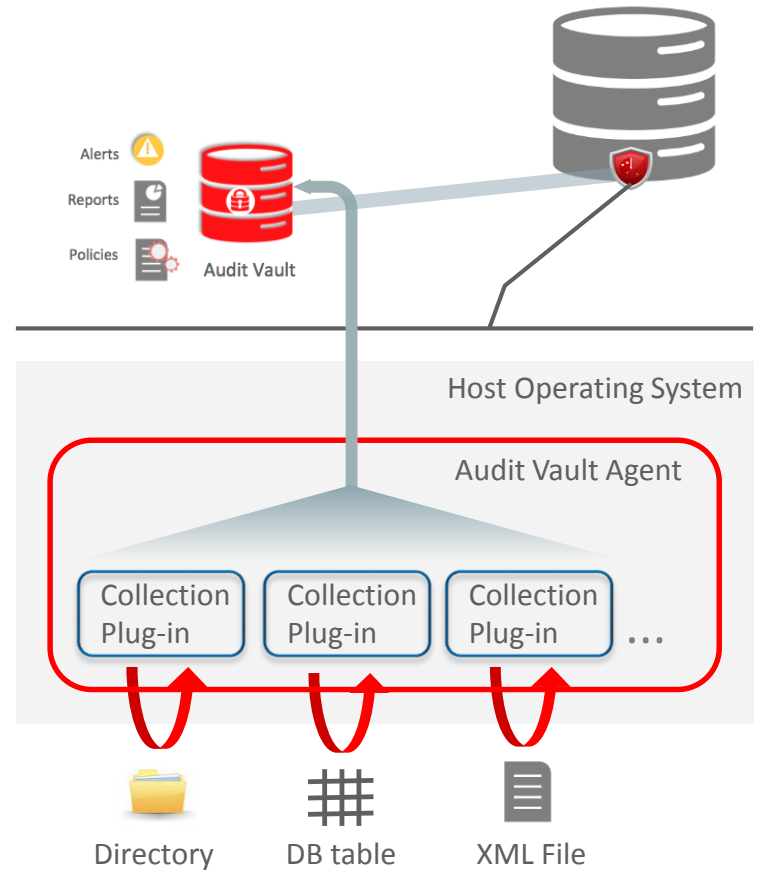 Alerts
Reports
Policies
Audit Vault
Host Operating System
Audit Vault Agent
Collection
Plug-in
Collection
Plug-in
Collection
Plug-in
...
Directory
DB table
XML File